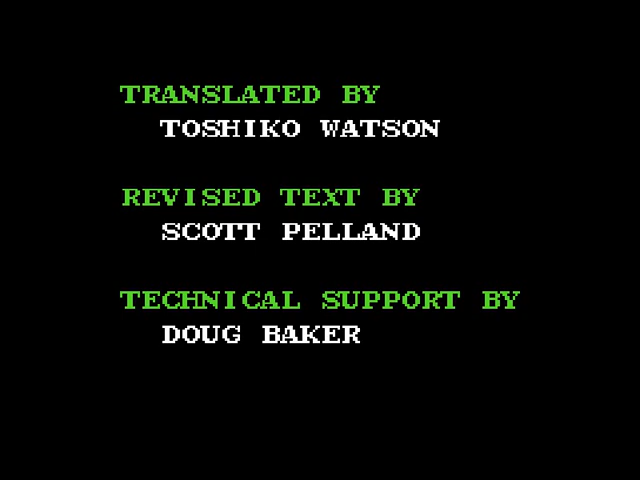 TRANSLATED BY
TOSHIKO WATSON
REVISED TEXT BY
SCOTT PELLAND
TECHNICAL SUPPORT BY
DOUG BAKER